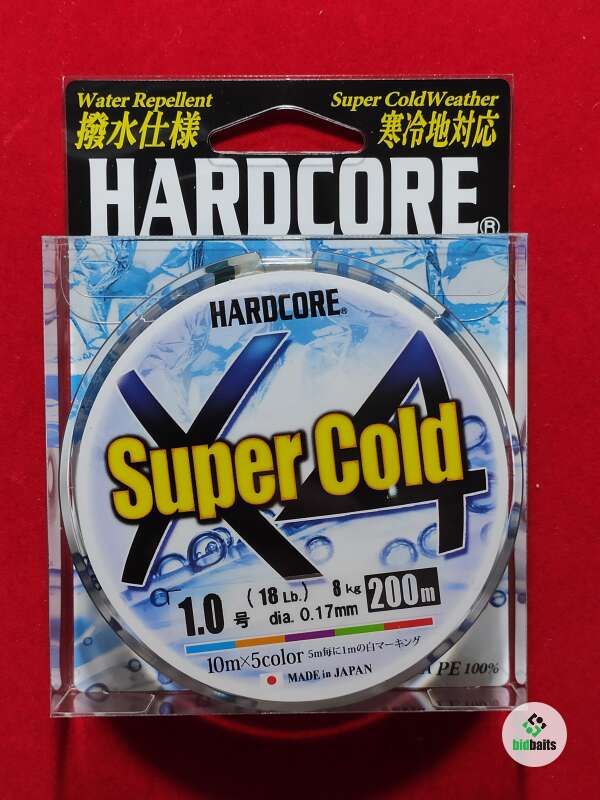 Water Repellent
Super ColdWeather
撥水仕様
寒冷地対応
HARDCORE®
HARDCORE®
X4
Super Cold
1.0号
(18 Lb.) 8kg
dia. 0.17mm
200m
10m×5color 5m毎に1mの白マーキング
MADE in JAPAN
PE 100%
bidbaits